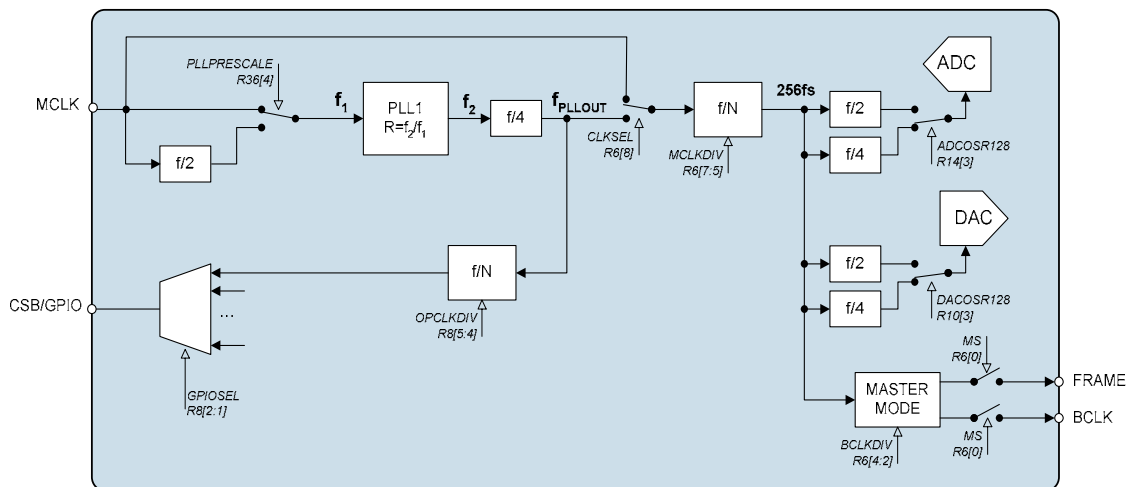 PLLPRESCALE
R36[4]
MCLK
f/2
f1
PLL1
R=f2/f1
f2
f/4
fPLLOUT
CLKSEL
R6[8]
f/N
MCLKDIV
R6[7:5]
256fs
f/2
f/4
ADC
ADCOSR128
R14[3]
DAC
f/2
f/4
DACOSR128
R10[3]
CSB/GPIO
...
GPIOSEL
R8[2:1]
f/N
OPCLKDIV
R8[5:4]
MASTER
MODE
BCLKDIV
R6[4:2]
MS
R6[0]
FRAME
BCLK
MS
R6[0]